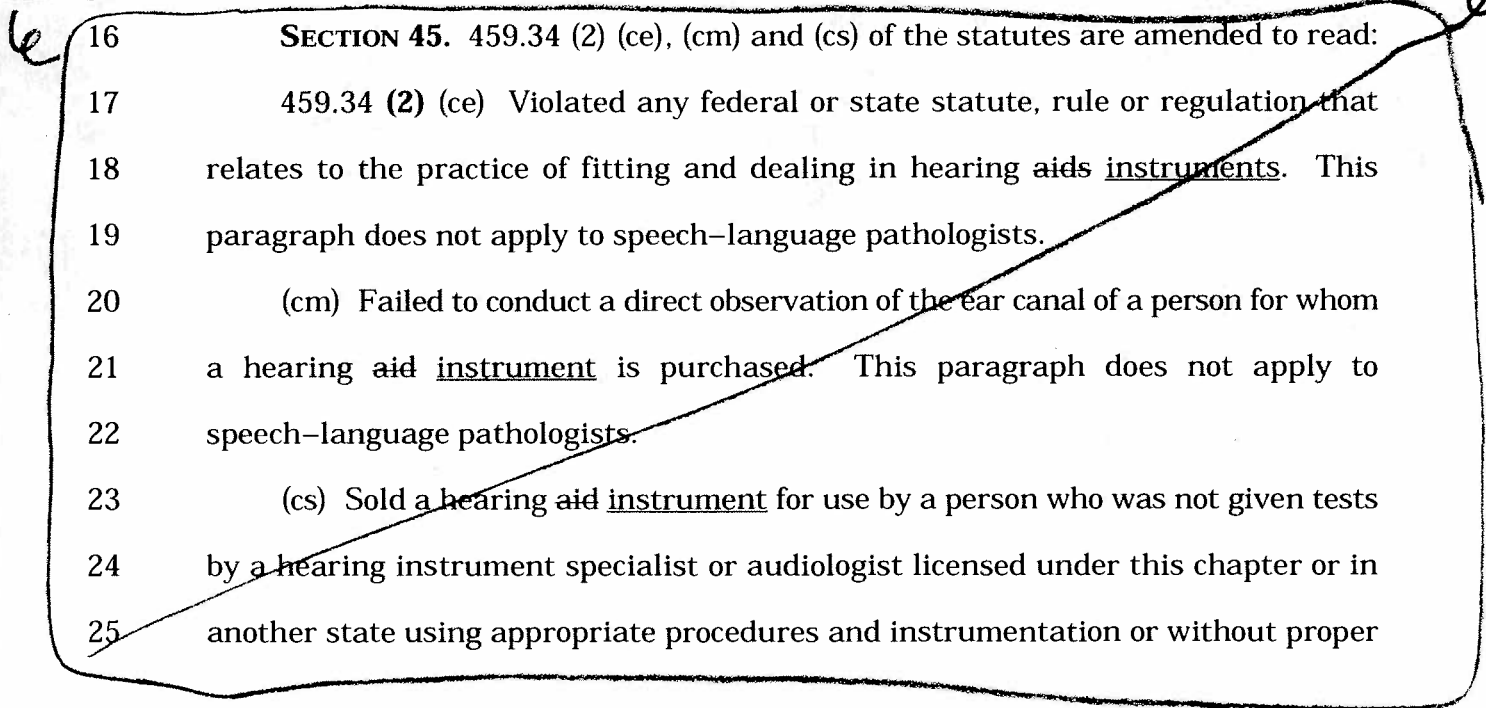 16 SECTION 45. 459.34 (2) (ce), (cm) and (cs) of the statutes are amended to read:
17 459.34 (2) (ce) Violated any federal or state statute, rule or regulation that
18 relates to the practice of fitting and dealing in hearing aids instruments. This
19 paragraph does not apply to speech–language pathologists.
20 (cm) Failed to conduct a direct observation of the ear canal of a person for whom
21 a hearing aid instrument is purchased. This paragraph does not apply to
22 speech–language pathologists.
23 (cs) Sold a hearing aid instrument for use by a person who was not given tests
24 by a hearing instrument specialist or audiologist licensed under this chapter or in
25 another state using appropriate procedures and instrumentation or without proper